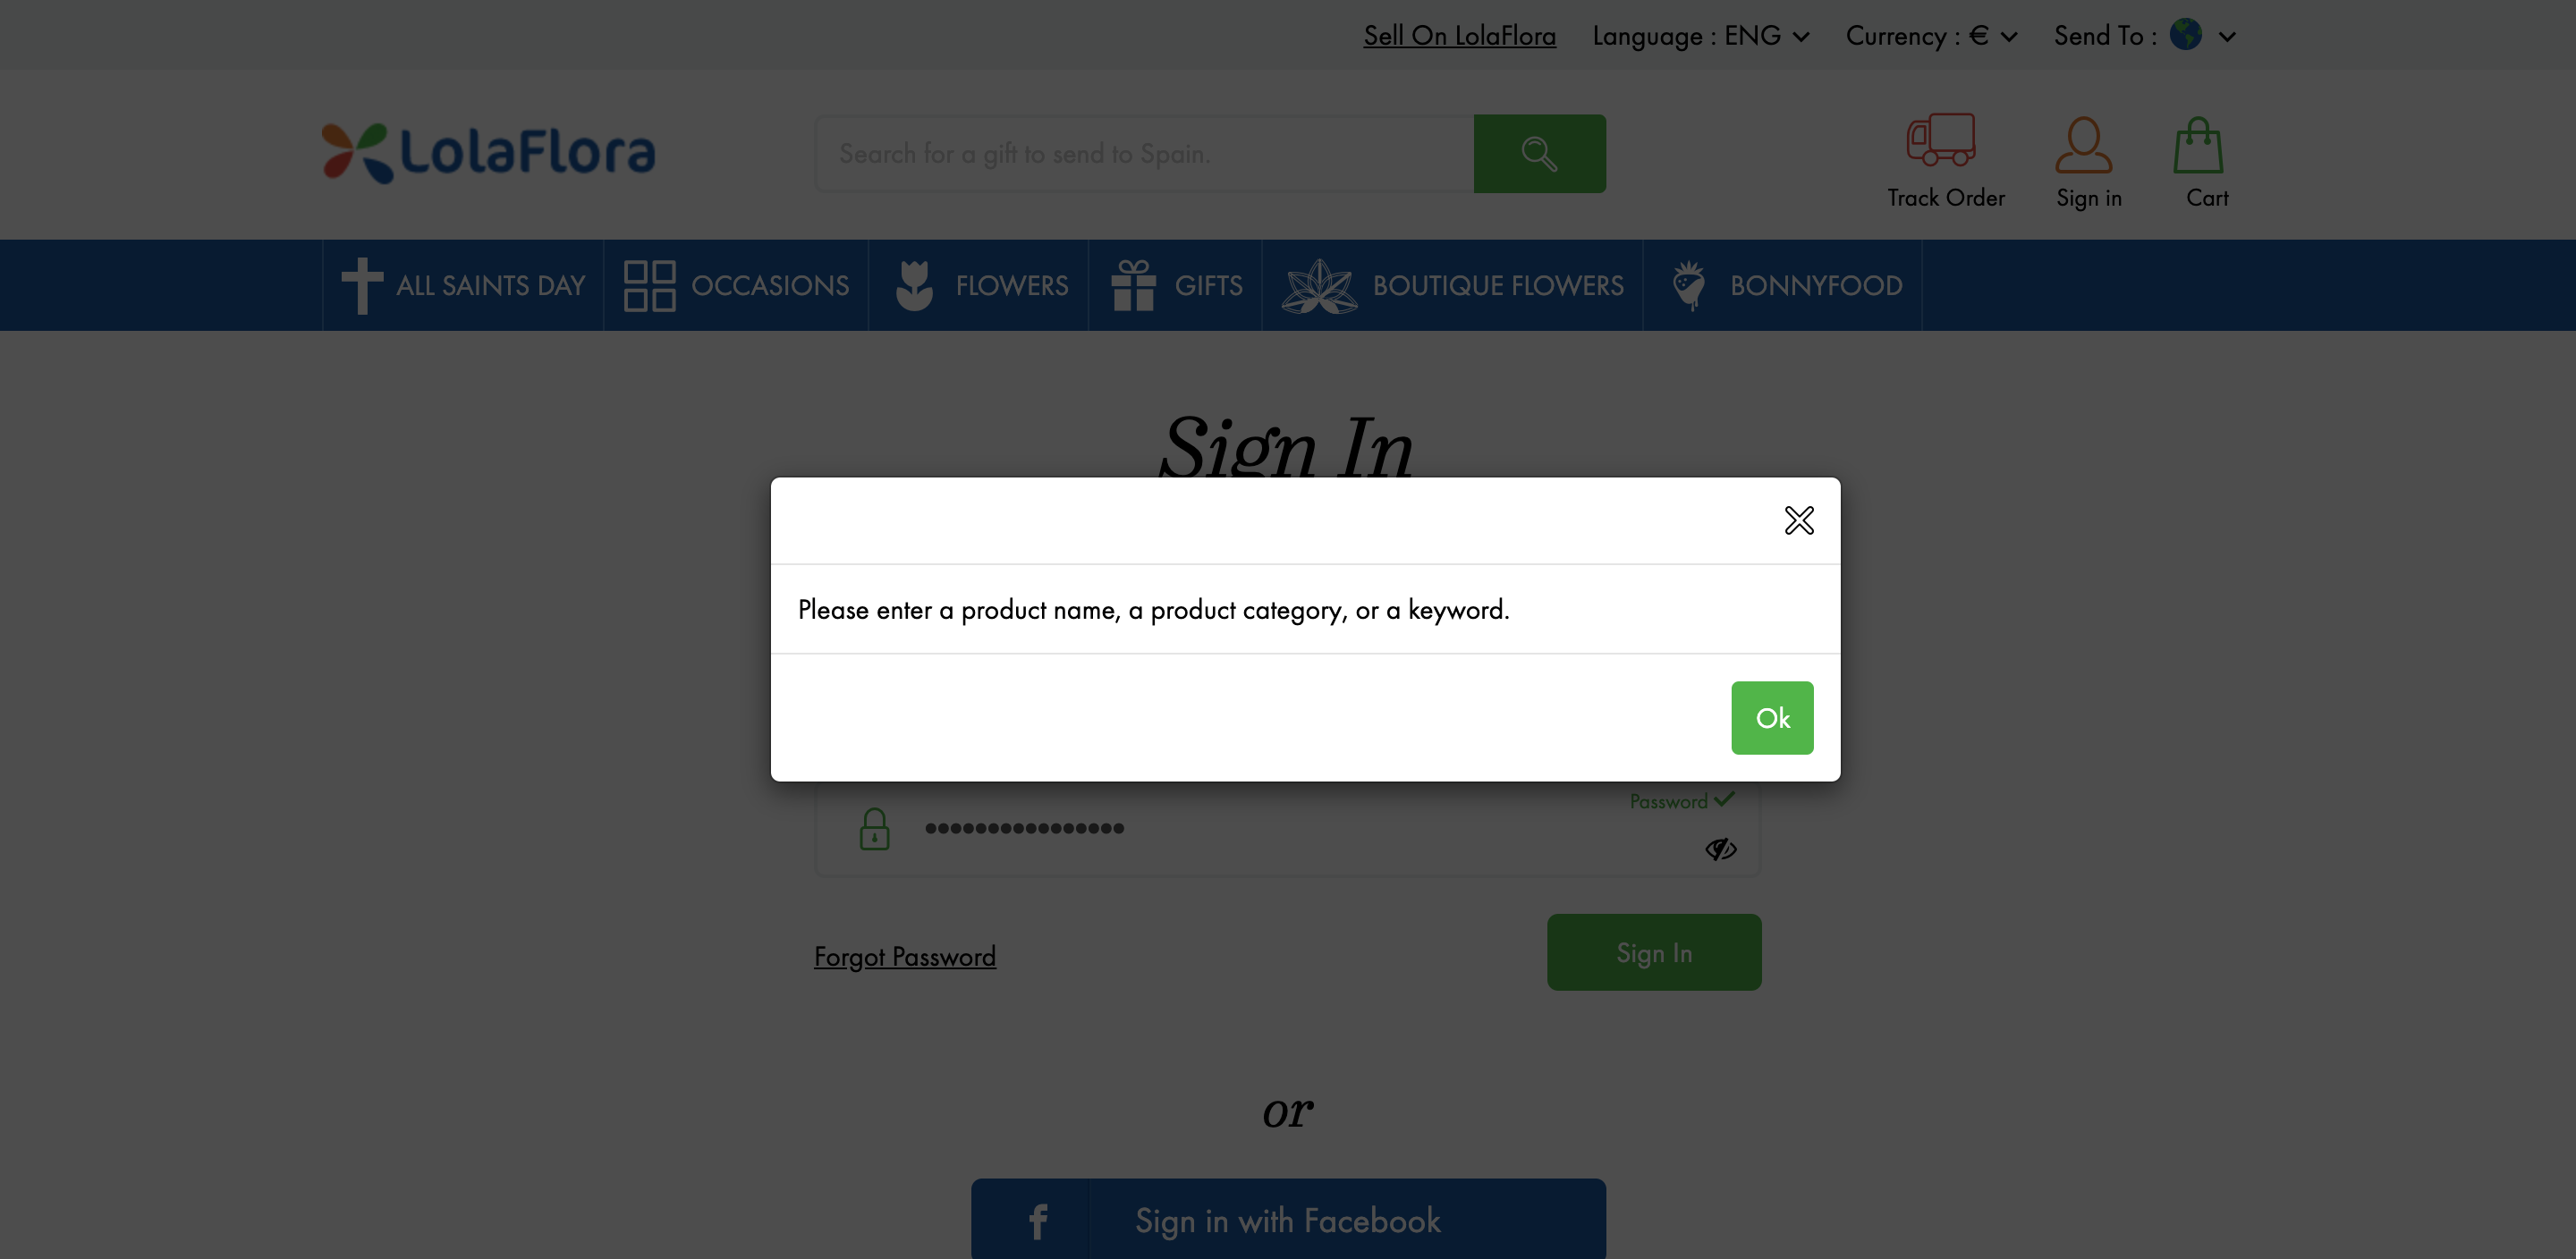 Sell On LolaFlora Language : ENG Currency : € Send To :
LolaFlora
Search for a gift to send to Spain.
Track Order Sign in Cart
ALL SAINTS DAY OCCASIONS FLOWERS GIFTS BOUTIQUE FLOWERS BONNYFOOD
Sign In
Please enter a product name, a product category, or a keyword.
Ok
Password
••••••••••••••••
Forgot Password Sign In
or
f Sign in with Facebook